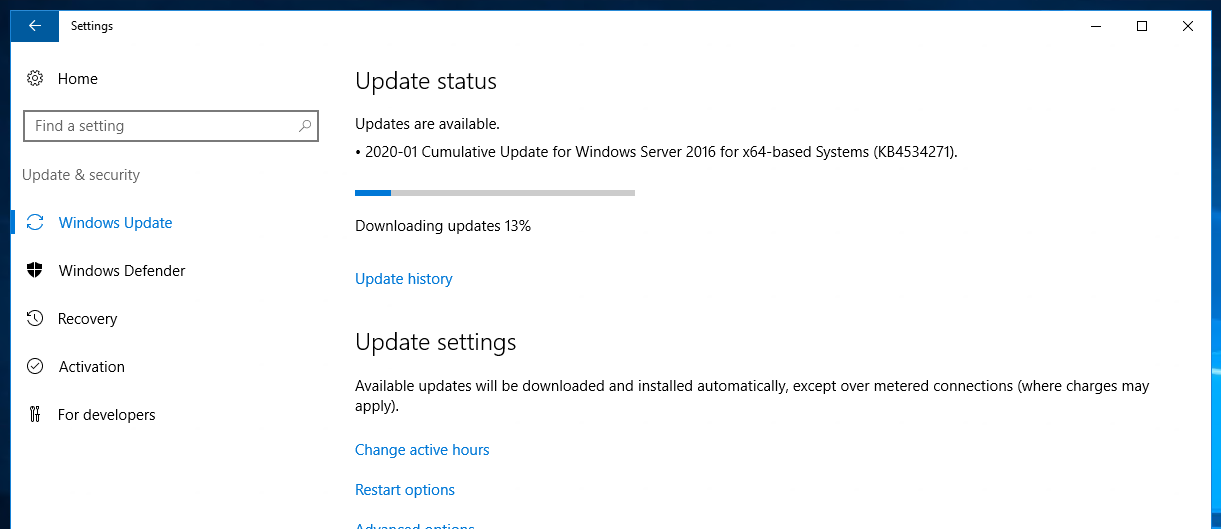 Settings
Home
Find a setting
Update & security
Windows Update
Windows Defender
Recovery
Activation
For developers
Update status
Updates are available.
• 2020-01 Cumulative Update for Windows Server 2016 for x64-based Systems (KB4534271).
Downloading updates 13%
Update history
Update settings
Available updates will be downloaded and installed automatically, except over metered connections (where charges may
apply).
Change active hours
Restart options
Advanced options